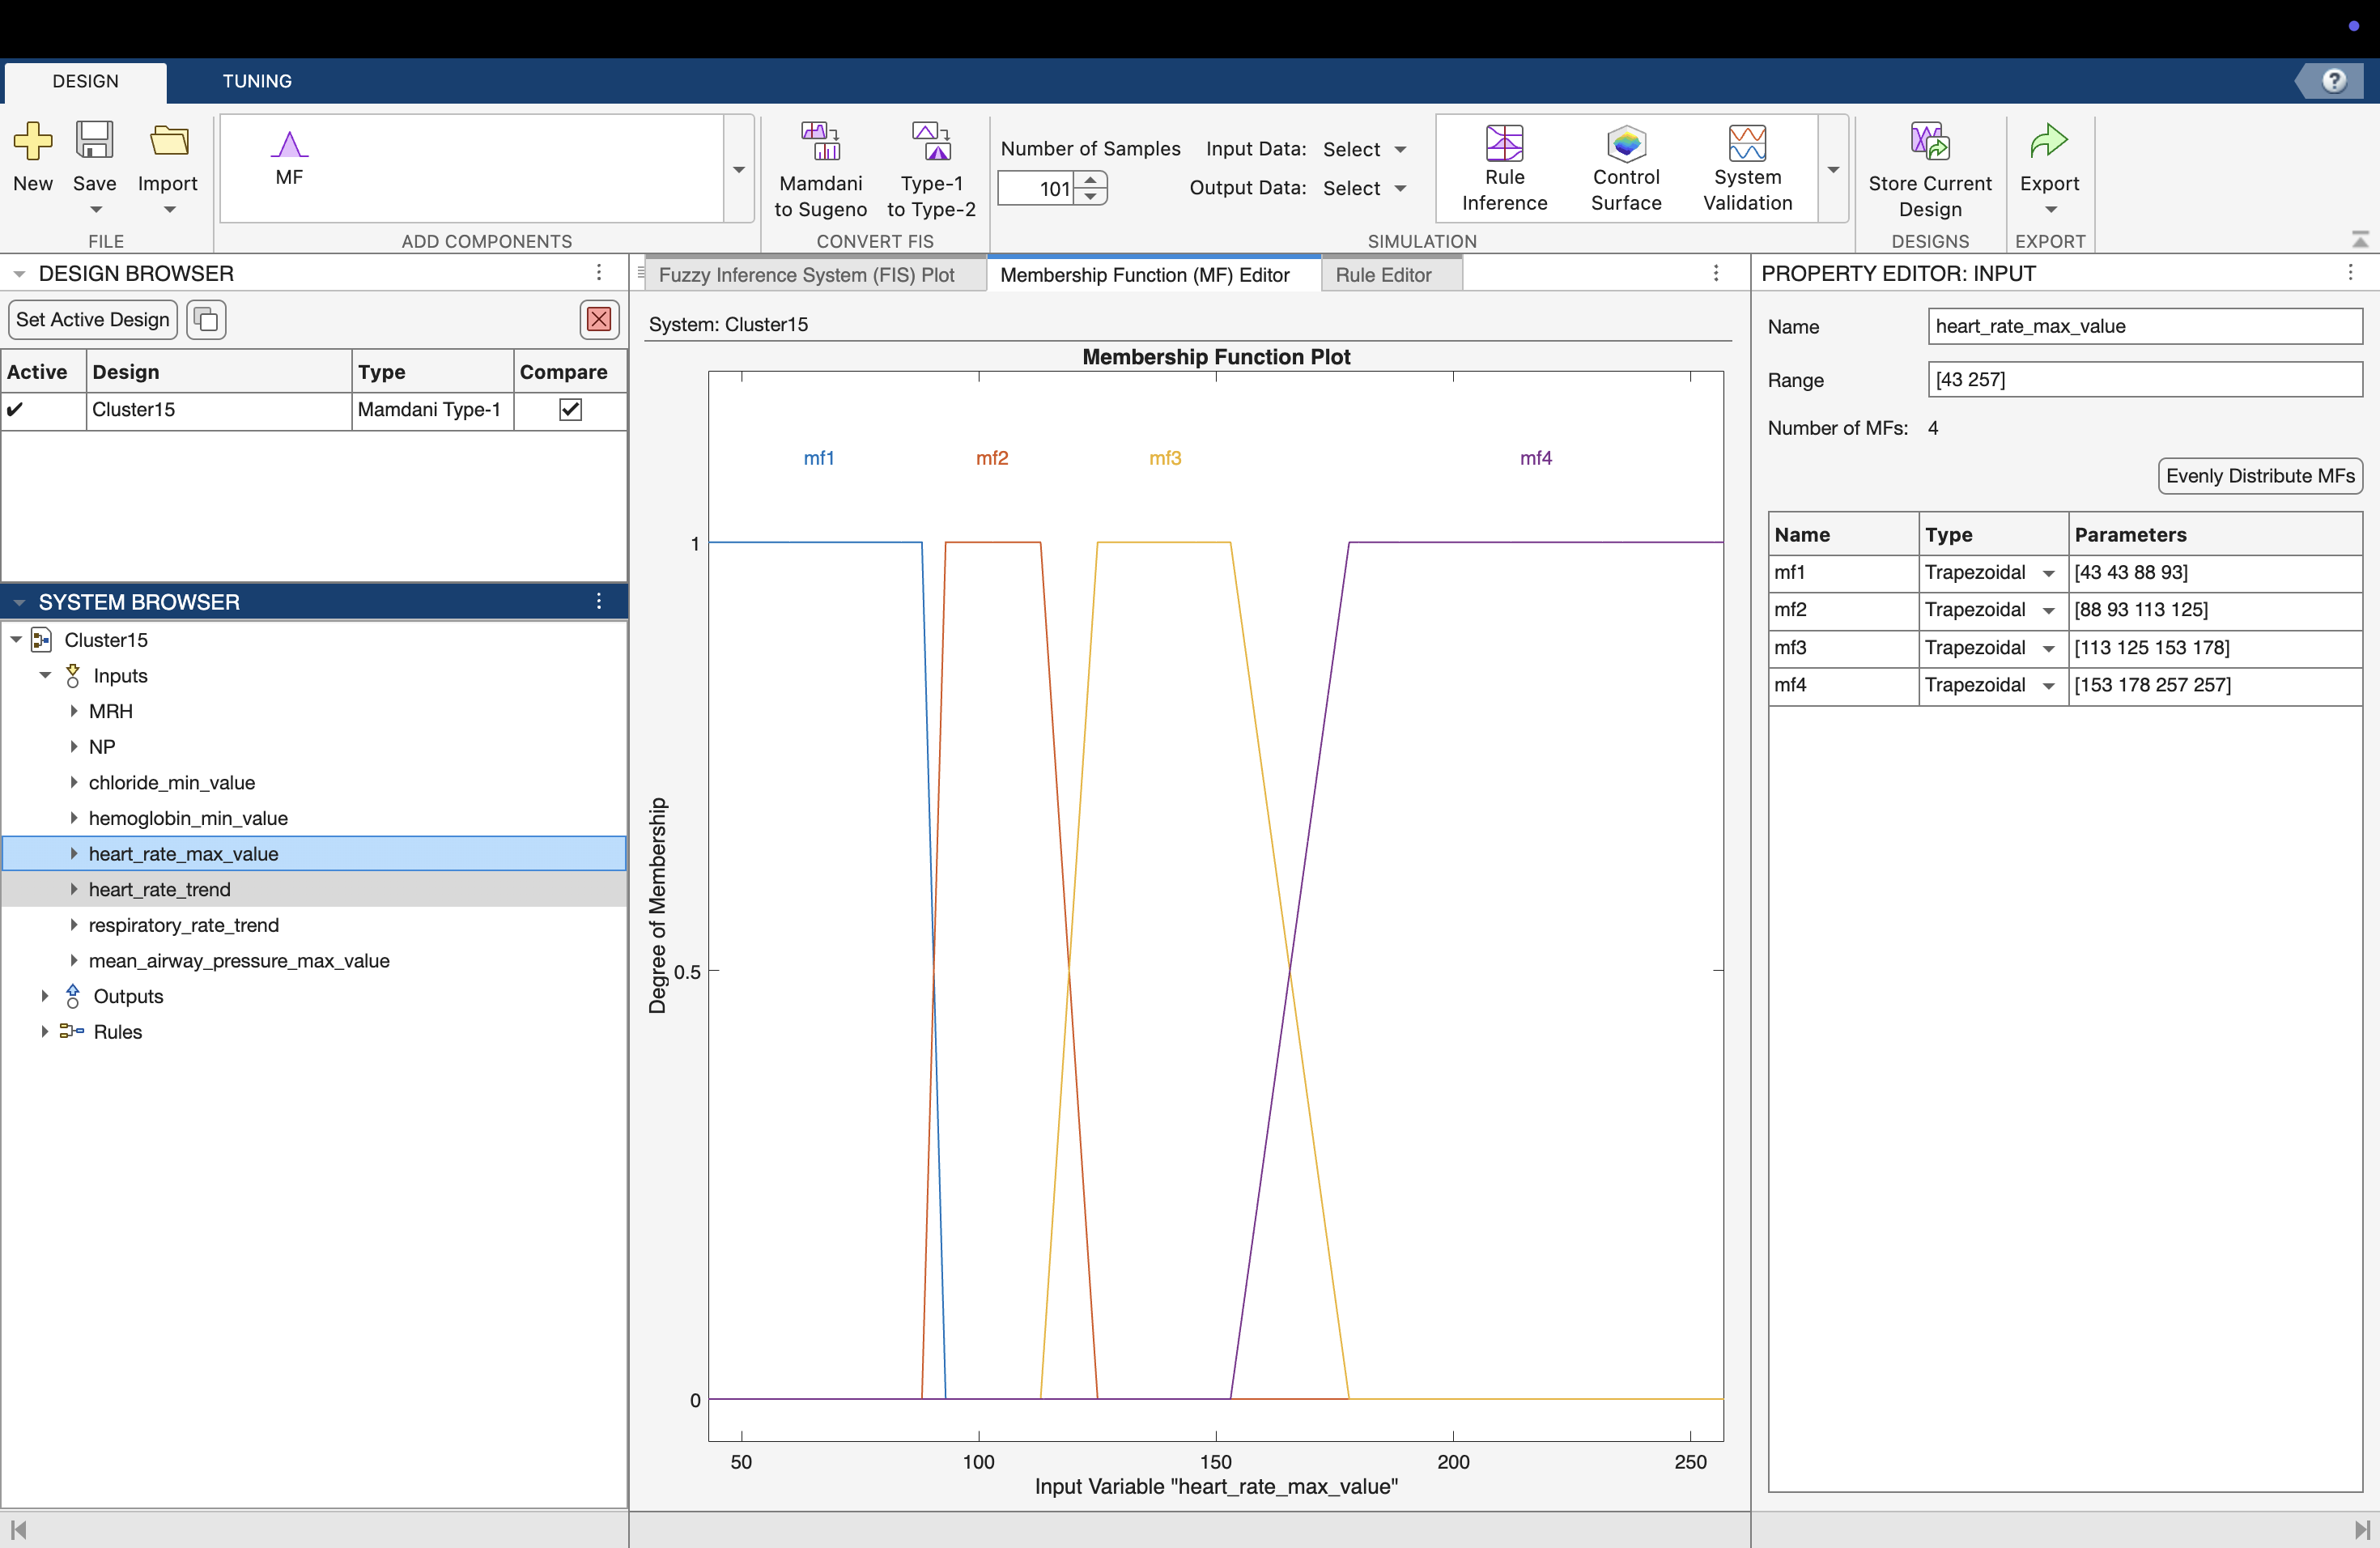 DESIGN
TUNING
New
Save
Import
FILE
MF
ADD COMPONENTS
Mamdani
to Sugeno
Type-1
to Type-2
CONVERT FIS
Number of Samples
101
Input Data: Select
Output Data: Select
Rule
Inference
Control
Surface
System
Validation
SIMULATION
Store Current
Design
DESIGNS
Export
EXPORT
DESIGN BROWSER
Set Active Design
Active Design Type Compare
Cluster15 Mamdani Type-1
SYSTEM BROWSER
Cluster15
Inputs
MRH
NP
chloride_min_value
hemoglobin_min_value
heart_rate_max_value
heart_rate_trend
respiratory_rate_trend
mean_airway_pressure_max_value
Outputs
Rules
Fuzzy Inference System (FIS) Plot
Membership Function (MF) Editor
Rule Editor
System: Cluster15
Membership Function Plot
mf1 mf2 mf3 mf4
1
0.5
0
Degree of Membership
50 100 150 200 250
Input Variable "heart_rate_max_value"
PROPERTY EDITOR: INPUT
Name heart_rate_max_value
Range [43 257]
Number of MFs: 4
Evenly Distribute MFs
Name Type Parameters
mf1 Trapezoidal [43 43 88 93]
mf2 Trapezoidal [88 93 113 125]
mf3 Trapezoidal [113 125 153 178]
mf4 Trapezoidal [153 178 257 257]